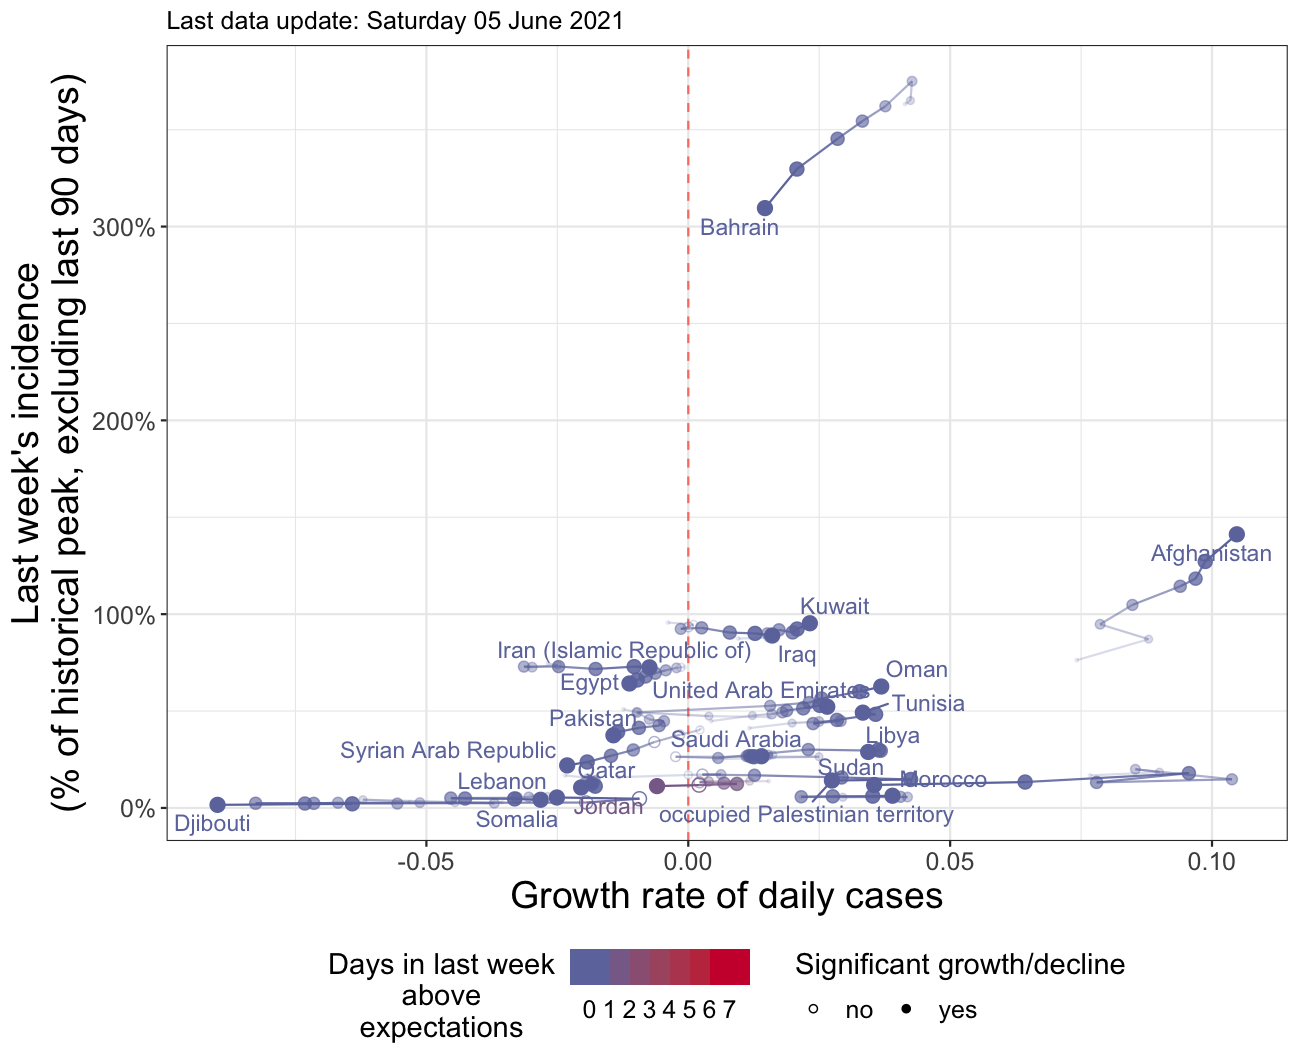 Last data update: Saturday 05 June 2021
Last week's incidence
(% of historical peak, excluding last 90 days)
300%
200%
100%
0%
Bahrain
Afghanistan
Kuwait
Iran (Islamic Republic of)
Iraq
Oman
Egypt
United Arab Emirates
Tunisia
Pakistan
Libya
Saudi Arabia
Syrian Arab Republic
Qatar
Sudan
Lebanon
Morocco
Jordan
occupied Palestinian territory
Djibouti
Somalia
-0.05
0.00
0.05
0.10
Growth rate of daily cases
Days in last week
above
expectations
0 1 2 3 4 5 6 7
Significant growth/decline
no
yes